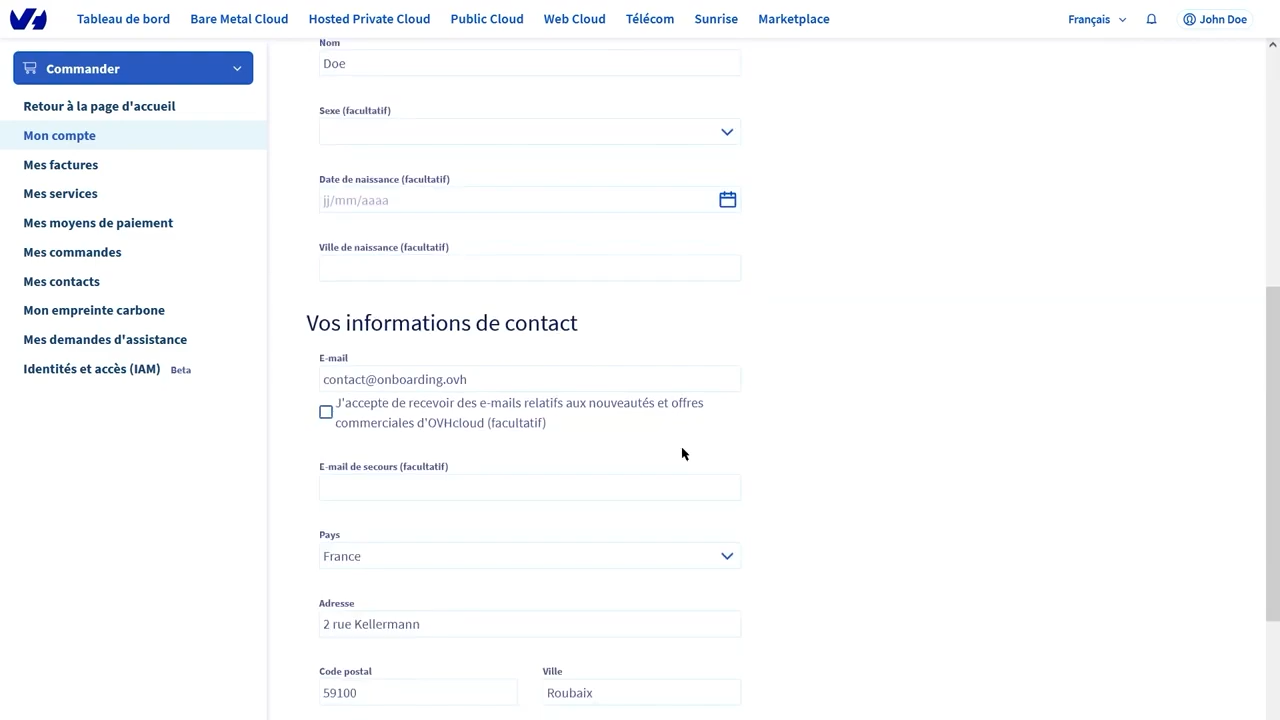 Tableau de bord Bare Metal Cloud Hosted Private Cloud Public Cloud Web Cloud Télécom Sunrise Marketplace Français John Doe
Commander
Retour à la page d'accueil
Mon compte
Mes factures
Mes services
Mes moyens de paiement
Mes commandes
Mes contacts
Mon empreinte carbone
Mes demandes d'assistance
Identités et accès (IAM) Beta
Nom
Doe
Sexe (facultatif)
Date de naissance (facultatif)
jj/mm/aaaa
Ville de naissance (facultatif)
Vos informations de contact
E-mail
contact@onboarding.ovh
J'accepte de recevoir des e-mails relatifs aux nouveautés et offres
commerciales d'OVHcloud (facultatif)
E-mail de secours (facultatif)
Pays
France
Adresse
2 rue Kellermann
Code postal Ville
59100 Roubaix